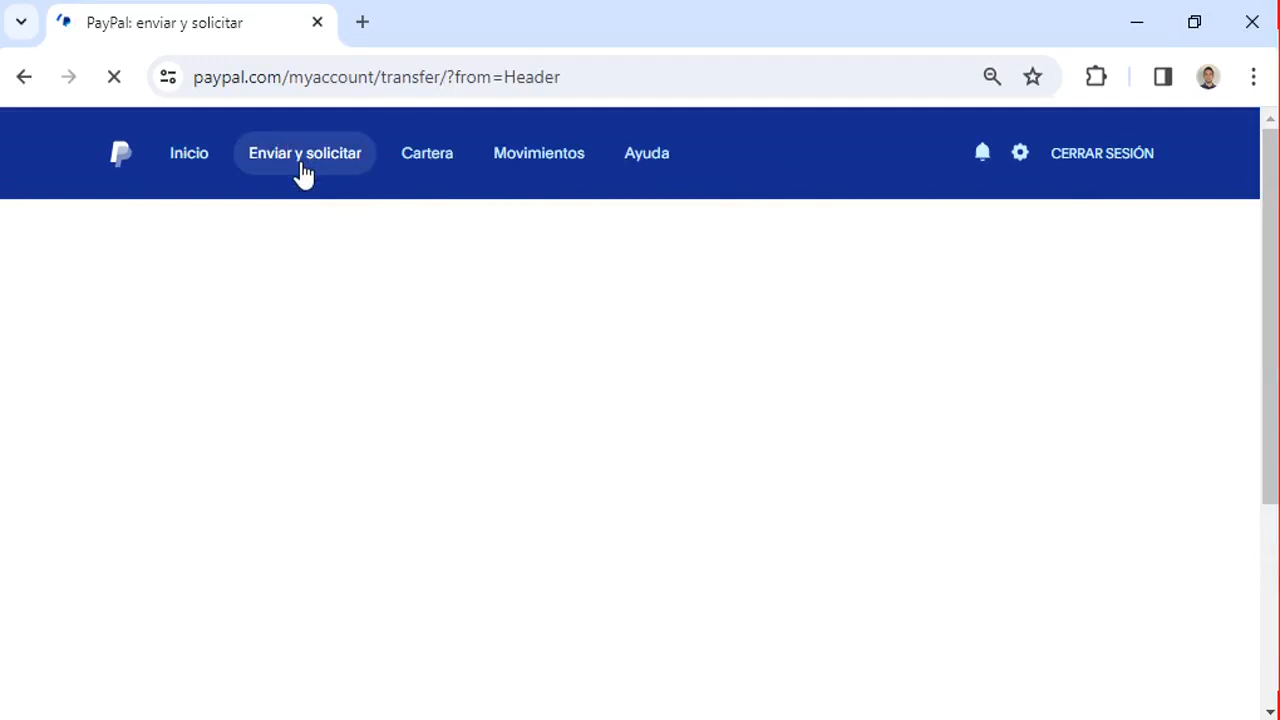 PayPal: enviar y solicitar
paypal.com/myaccount/transfer/?from=Header
Inicio Enviar y solicitar Cartera Movimientos Ayuda CERRAR SESIÓN